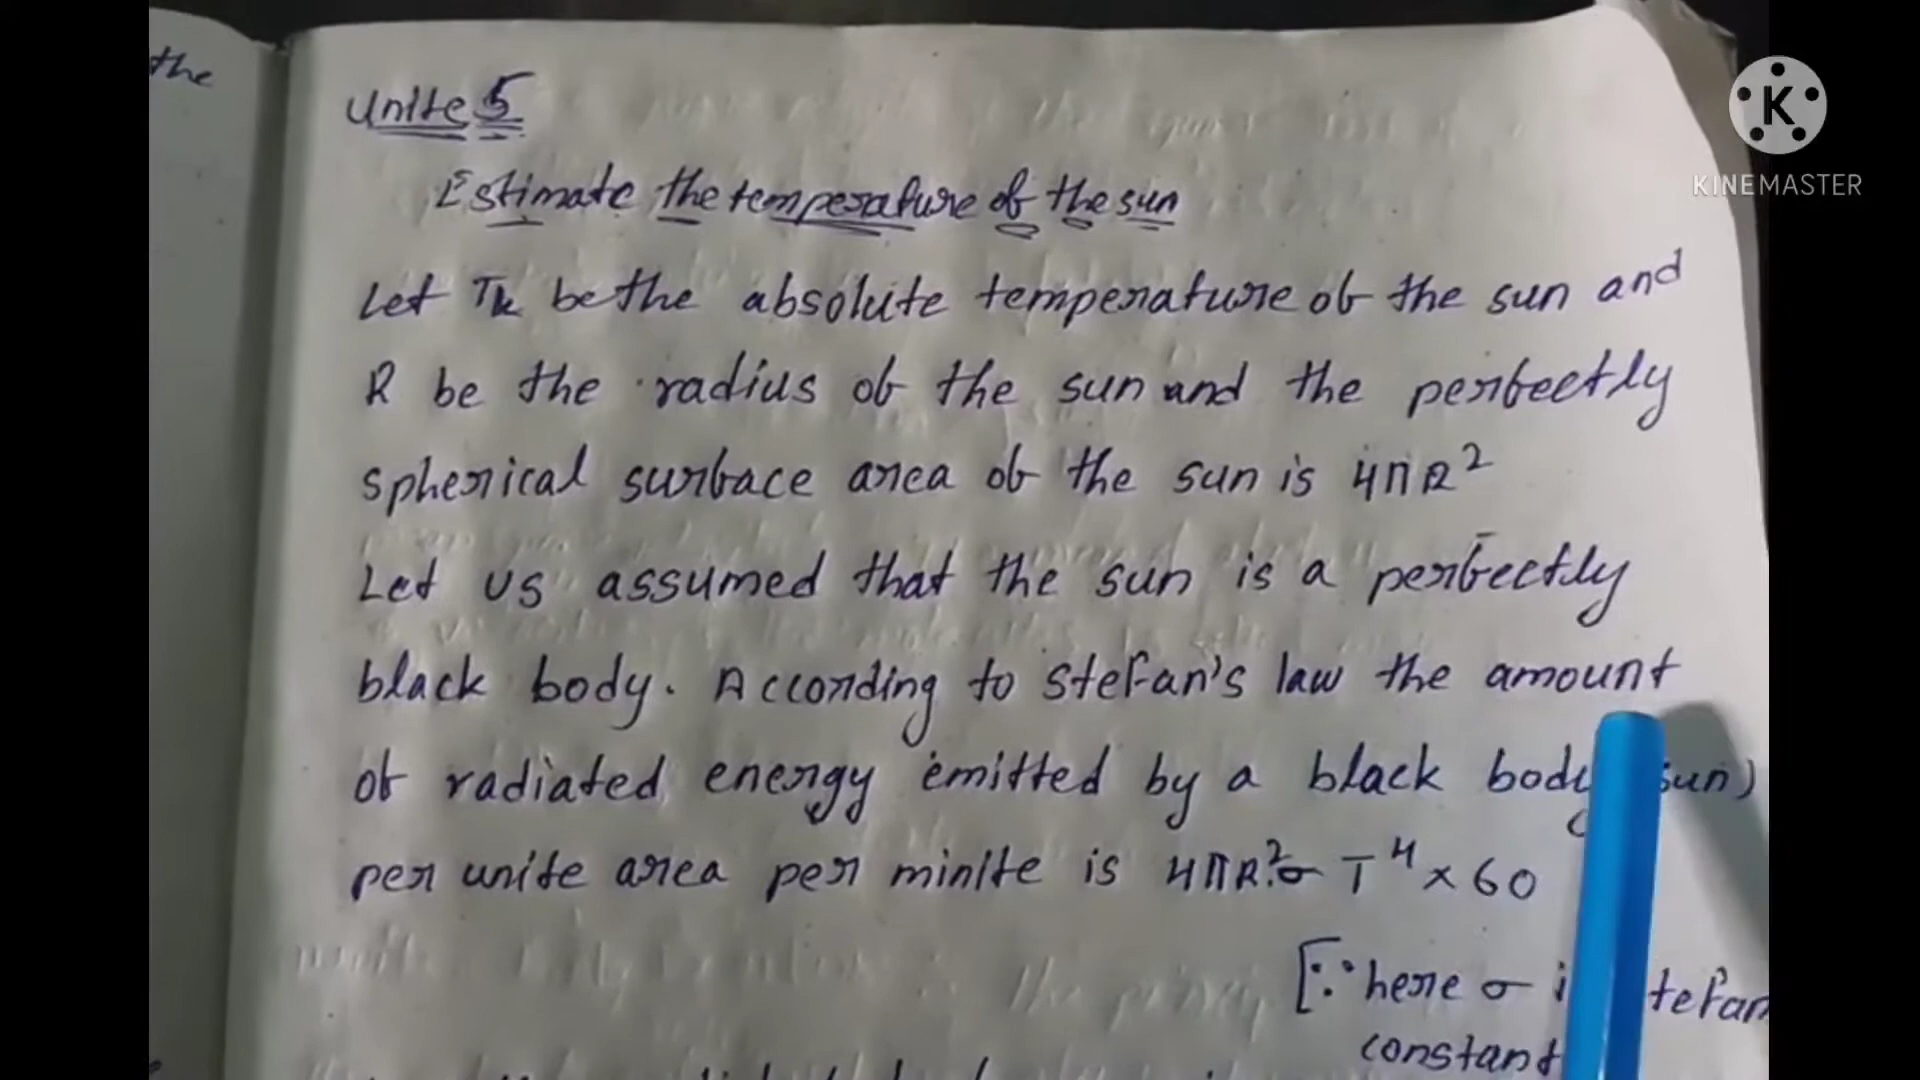 the
Unite 5
Estimate the temperature of the sun
Let Tk be the absolute temperature of the sun and
R be the radius of the sun and the perfectly
spherical surface area of the sun is 4πR²
Let us assumed that the sun is a perfectly
black body. According to Stefan's law the amount
of radiated energy emitted by a black body sun)
per unite area per minite is 4πR².σ T⁴ × 60
[∵ here σ i tefan
constant
K
KINEMASTER